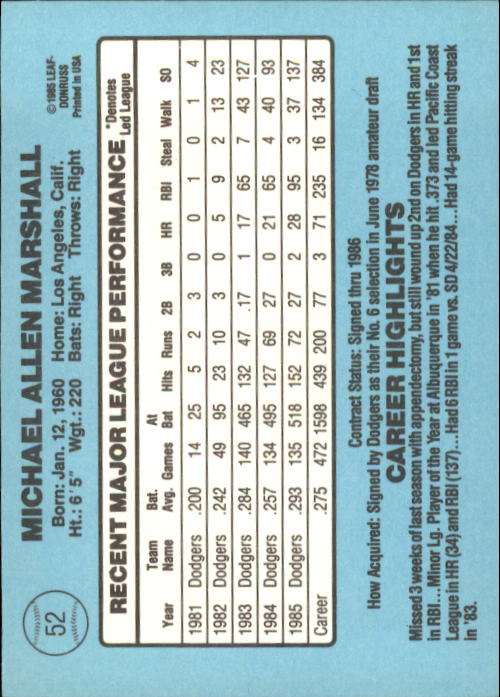 52
MICHAEL ALLEN MARSHALL
©1985 LEAF-
DONRUSS
Printed in USA
Born: Jan. 12, 1960 Home: Los Angeles, Calif.
Ht.: 6' 5" Wgt.: 220 Bats: Right Throws: Right
RECENT MAJOR LEAGUE PERFORMANCE *Denotes Led League
Year Team Name Bat. Avg. Games At Bat Hits Runs 2B 3B HR RBI Steal Walk SO
1981 Dodgers .200 14 25 5 2 3 0 0 1 0 1 4
1982 Dodgers .242 49 95 23 10 3 0 5 9 2 13 23
1983 Dodgers .284 140 465 132 47 .17 1 17 65 7 43 127
1984 Dodgers .257 134 495 127 69 27 0 21 65 4 40 93
1985 Dodgers .293 135 518 152 72 27 2 28 95 3 37 137
Career .275 472 1598 439 200 77 3 71 235 16 134 384
Contract Status: Signed thru 1986
How Acquired: Signed by Dodgers as their No. 6 selection in June 1978 amateur draft
CAREER HIGHLIGHTS
Missed 3 weeks of last season with appendectomy, but still wound up 2nd on Dodgers in HR and 1st
in RBI... Minor Lg. Player of the Year at Albuquerque in '81 when he hit .373 and led Pacific Coast
League in HR (34) and RBI (137)... Had 6 RBI in 1 game vs. SD 4/22/84... Had 14-game hitting streak
in '83.